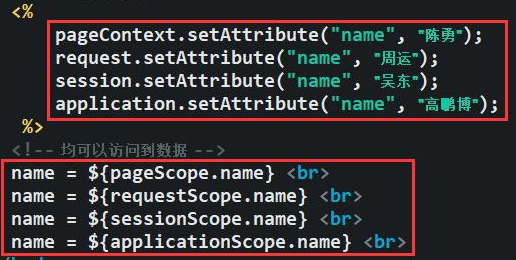 <%
pageContext.setAttribute("name", "陈勇");
request.setAttribute("name", "周运");
session.setAttribute("name", "吴东");
application.setAttribute("name", "高鹏博");
%>
<!-- 均可以访问到数据 -->
name = ${pageScope.name} <br>
name = ${requestScope.name} <br>
name = ${sessionScope.name} <br>
name = ${applicationScope.name} <br>